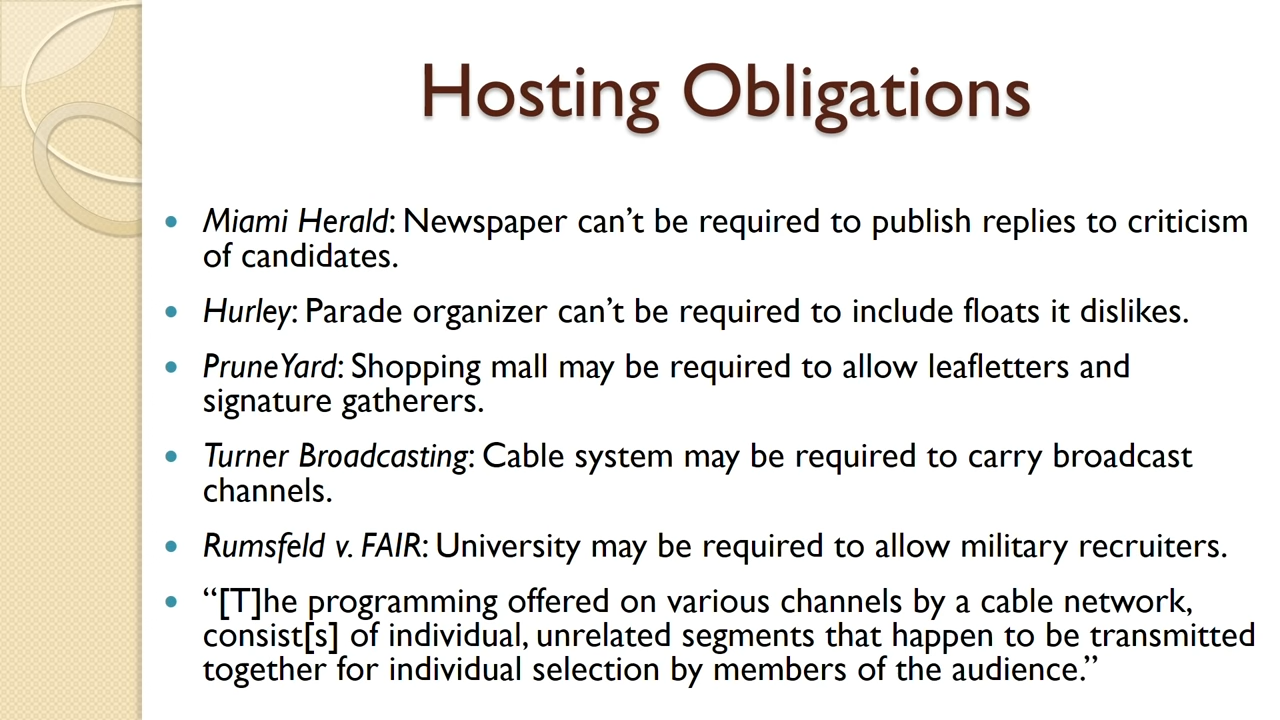 Hosting Obligations
• Miami Herald: Newspaper can’t be required to publish replies to criticism
of candidates.
• Hurley: Parade organizer can’t be required to include floats it dislikes.
• PruneYard: Shopping mall may be required to allow leafletters and
signature gatherers.
• Turner Broadcasting: Cable system may be required to carry broadcast
channels.
• Rumsfeld v. FAIR: University may be required to allow military recruiters.
• “[T]he programming offered on various channels by a cable network,
consist[s] of individual, unrelated segments that happen to be transmitted
together for individual selection by members of the audience.”